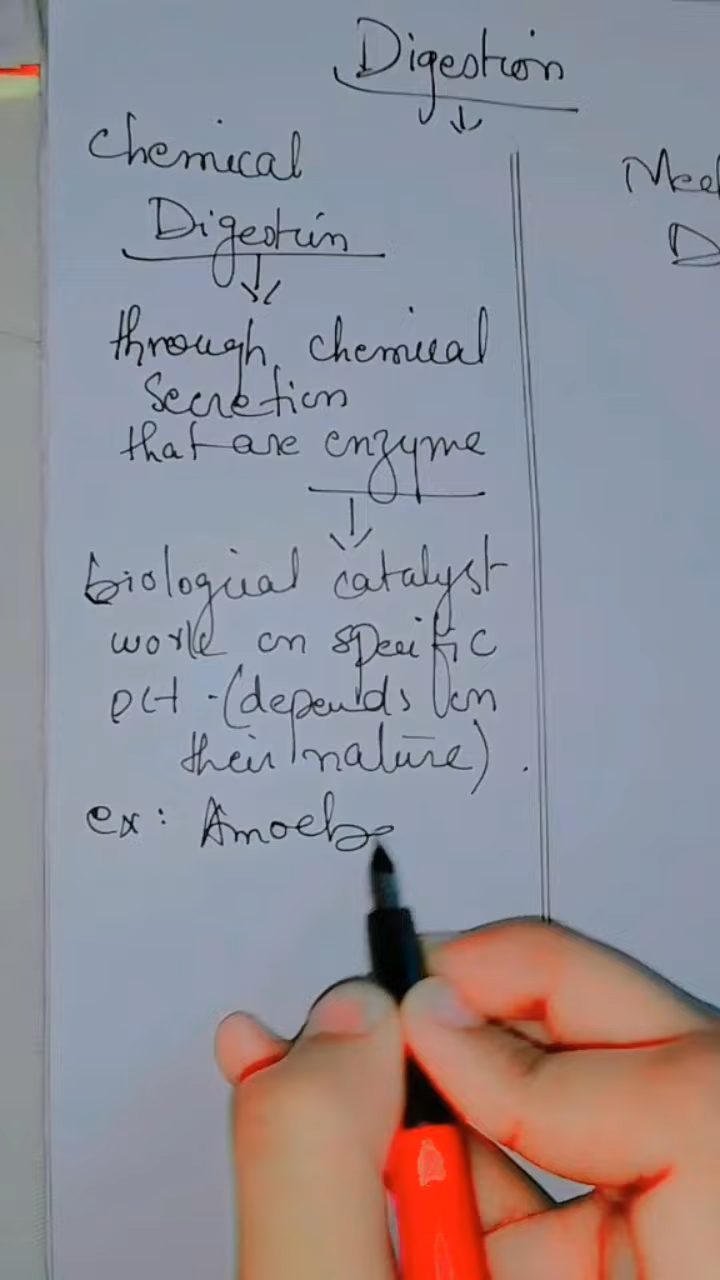 Digestion
Chemical
Digestion
through chemical
Secretion
that are enzyme
biological catalyst
work on specific
pH - (depends on
their nature).
ex: Amoeba
Mec
D